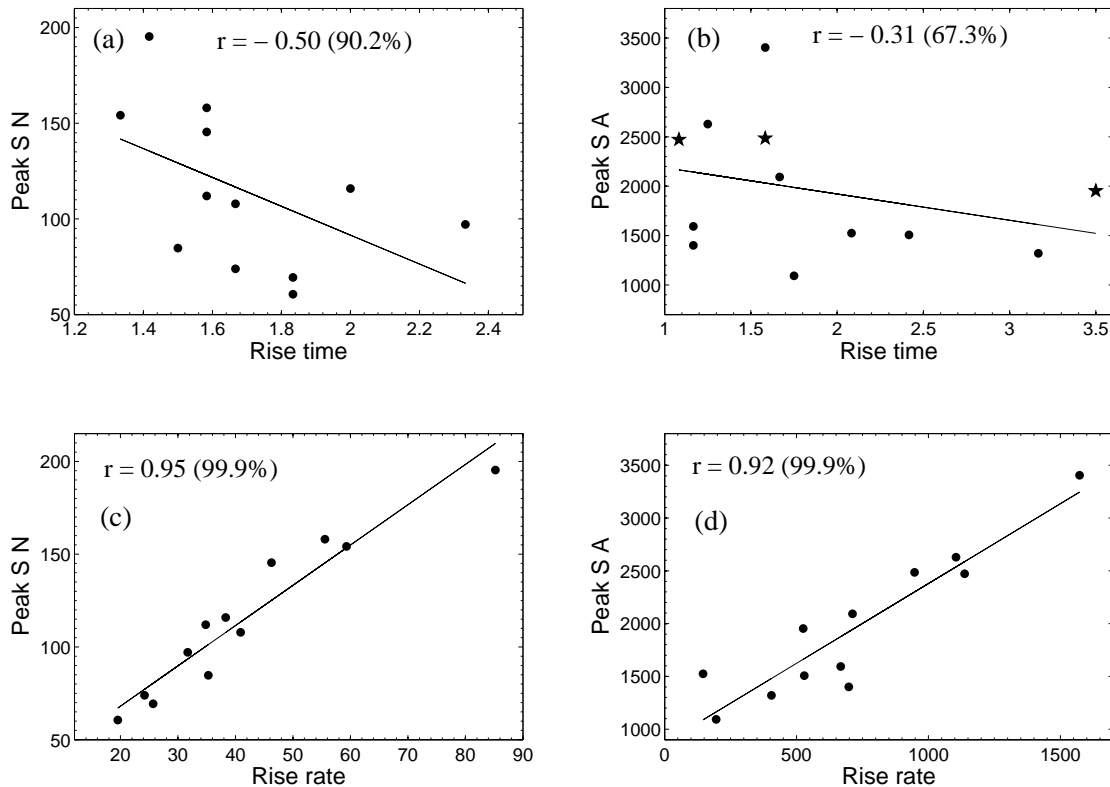 (a)
r = − 0.50 (90.2%)
200
150
100
50
Peak S N
1.2 1.4 1.6 1.8 2 2.2 2.4
Rise time
(b)
r = − 0.31 (67.3%)
3500
3000
2500
2000
1500
1000
Peak S A
1 1.5 2 2.5 3 3.5
Rise time
r = 0.95 (99.9%)
(c)
200
150
100
50
Peak S N
20 30 40 50 60 70 80 90
Rise rate
r = 0.92 (99.9%)
(d)
3500
3000
2500
2000
1500
1000
Peak S A
0 500 1000 1500
Rise rate